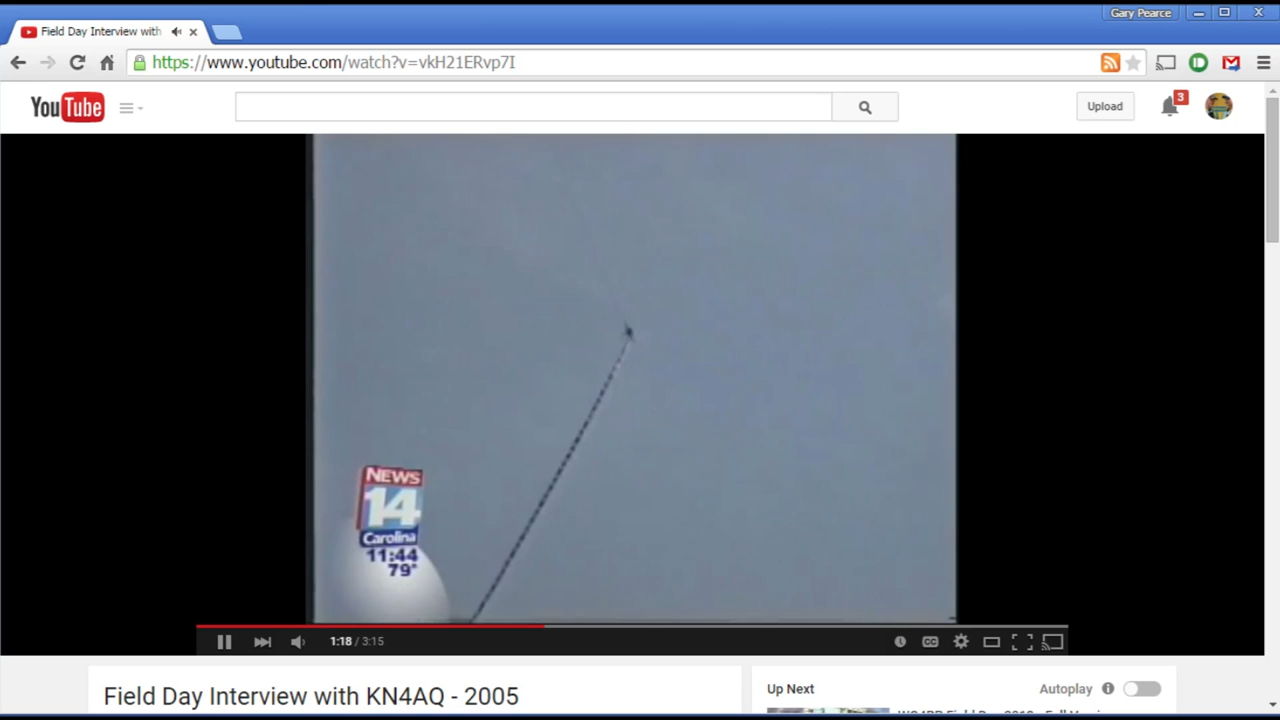 Gary Pearce
Field Day Interview with
https://www.youtube.com/watch?v=vkH21ERvp7I
YouTube
Upload
3
NEWS
14
Carolina
11:44
79°
1:18 / 3:15
CC
Field Day Interview with KN4AQ - 2005
Up Next
Autoplay